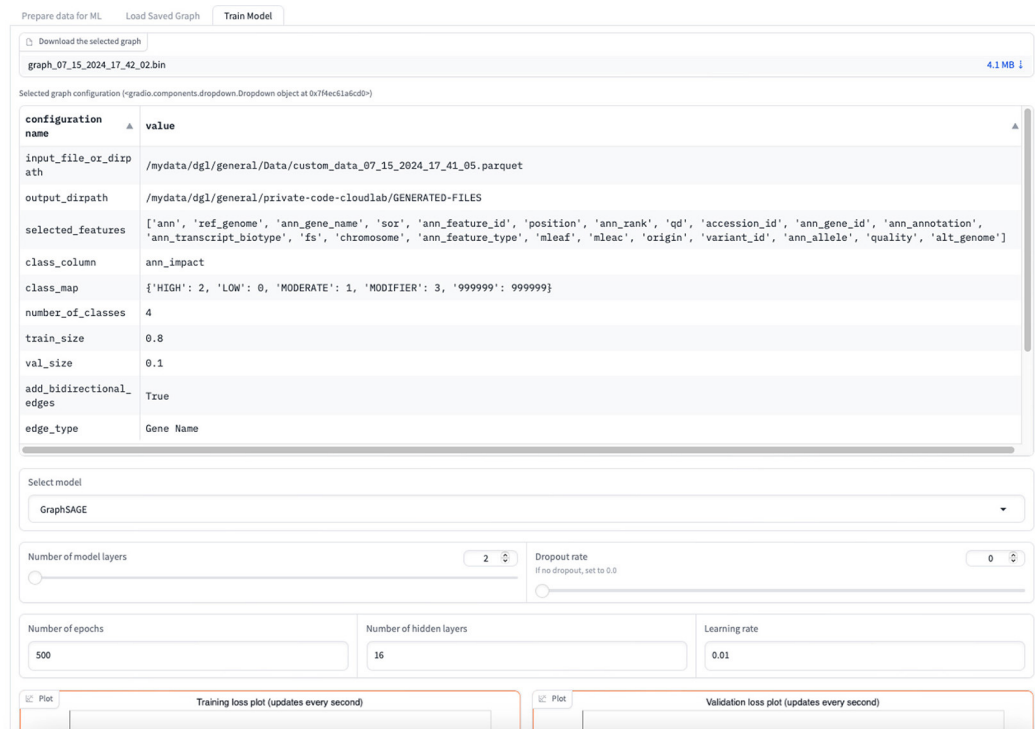 Prepare data for ML
Load Saved Graph
Train Model
Download the selected graph
graph_07_15_2024_17_42_02.bin
4.1 MB ↓
Selected graph configuration (<gradio.components.dropdown.Dropdown object at 0x7f4ec61a6cd0>)
configuration
name
value
input_file_or_dirp
ath
/mydata/dgl/general/Data/custom_data_07_15_2024_17_41_05.parquet
output_dirpath
/mydata/dgl/general/private-code-cloudlab/GENERATED-FILES
selected_features
['ann', 'ref_genome', 'ann_gene_name', 'sor', 'ann_feature_id', 'position', 'ann_rank', 'qd', 'accession_id', 'ann_gene_id', 'ann_annotation',
'ann_transcript_biotype', 'fs', 'chromosome', 'ann_feature_type', 'mleaf', 'mleac', 'origin', 'variant_id', 'ann_allele', 'quality', 'alt_genome']
class_column
ann_impact
class_map
{'HIGH': 2, 'LOW': 0, 'MODERATE': 1, 'MODIFIER': 3, '999999': 999999}
number_of_classes
4
train_size
0.8
val_size
0.1
add_bidirectional_
edges
True
edge_type
Gene Name
Select model
GraphSAGE
Number of model layers
2
Dropout rate
0
If no dropout, set to 0.0
Number of epochs
500
Number of hidden layers
16
Learning rate
0.01
Plot
Training loss plot (updates every second)
Plot
Validation loss plot (updates every second)